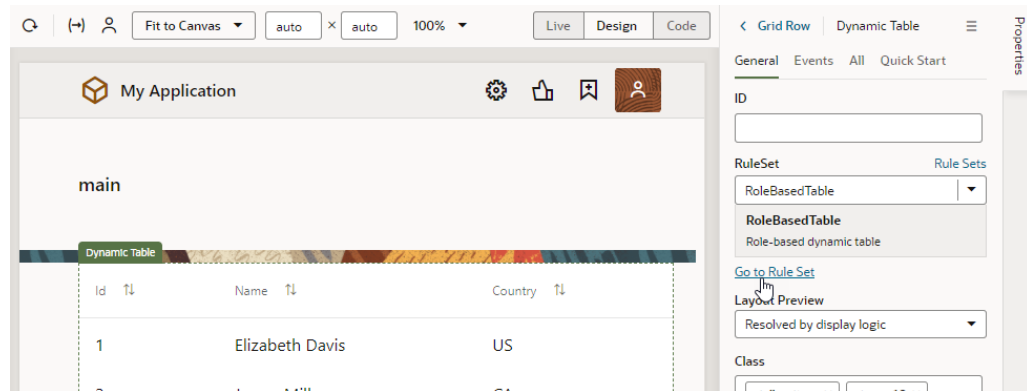 Fit to Canvas auto × auto 100% Live Design Code
Grid Row Dynamic Table
Properties
General Events All Quick Start
My Application
ID
RuleSet Rule Sets
RoleBasedTable
main
RoleBasedTable
Role-based dynamic table
Dynamic Table
Go to Rule Set
Id Name Country
Layout Preview
Resolved by display logic
1 Elizabeth Davis US
Class